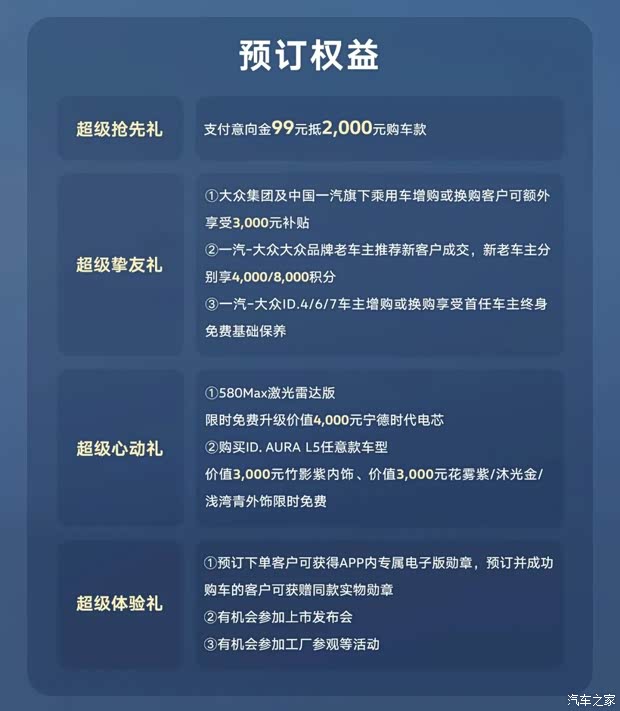 预订权益
超级抢先礼
支付意向金99元抵2,000元购车款
超级挚友礼
①大众集团及中国一汽旗下乘用车增购或换购客户可额外
享受3,000元补贴
②一汽-大众大众品牌老车主推荐新客户成交，新老车主分
别享4,000/8,000积分
③一汽-大众ID.4/6/7车主增购或换购享受首任车主终身
免费基础保养
超级心动礼
①580Max激光雷达版
限时免费升级价值4,000元宁德时代电芯
②购买ID. AURA L5任意款车型
价值3,000元竹影紫内饰、价值3,000元花雾紫/沐光金/
浅湾青外饰限时免费
超级体验礼
①预订下单客户可获得APP内专属电子版勋章，预订并成功
购车的客户可获赠同款实物勋章
②有机会参加上市发布会
③有机会参加工厂参观等活动
汽车之家